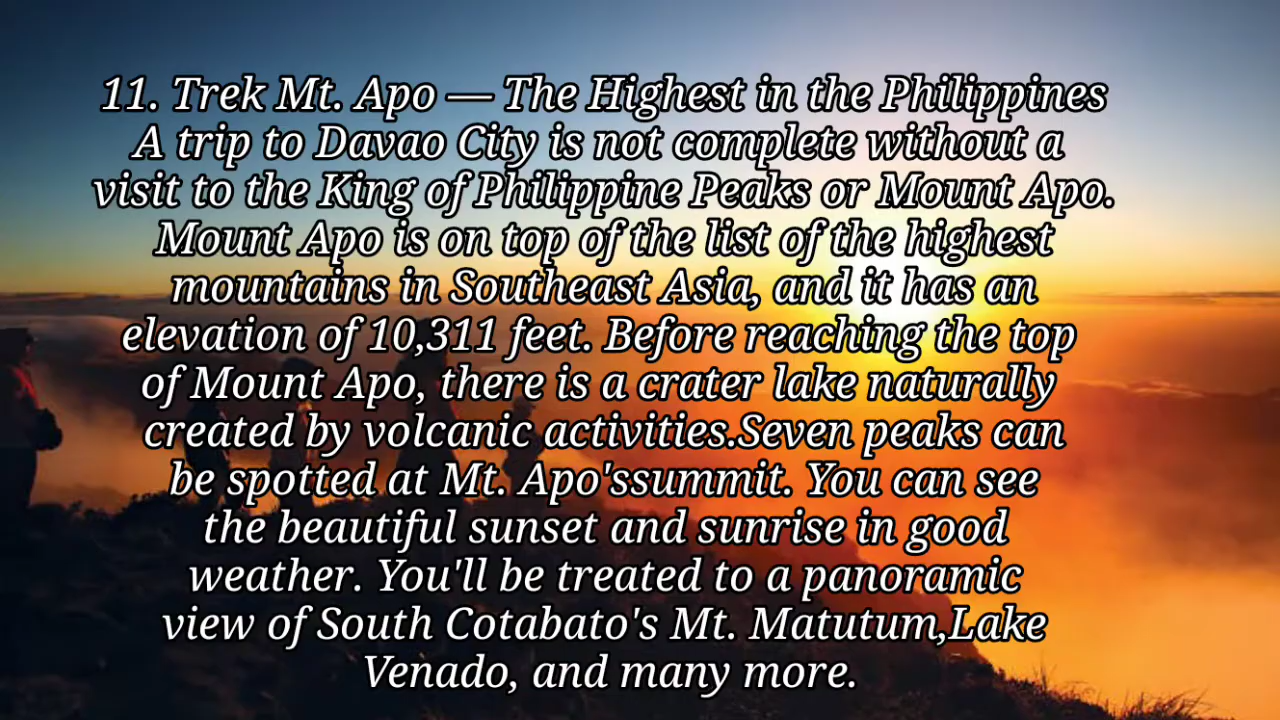 11. Trek Mt. Apo — The Highest in the Philippines
A trip to Davao City is not complete without a
visit to the King of Philippine Peaks or Mount Apo.
Mount Apo is on top of the list of the highest
mountains in Southeast Asia, and it has an
elevation of 10,311 feet. Before reaching the top
of Mount Apo, there is a crater lake naturally
created by volcanic activities.Seven peaks can
be spotted at Mt. Apo'ssummit. You can see
the beautiful sunset and sunrise in good
weather. You'll be treated to a panoramic
view of South Cotabato's Mt. Matutum,Lake
Venado, and many more.